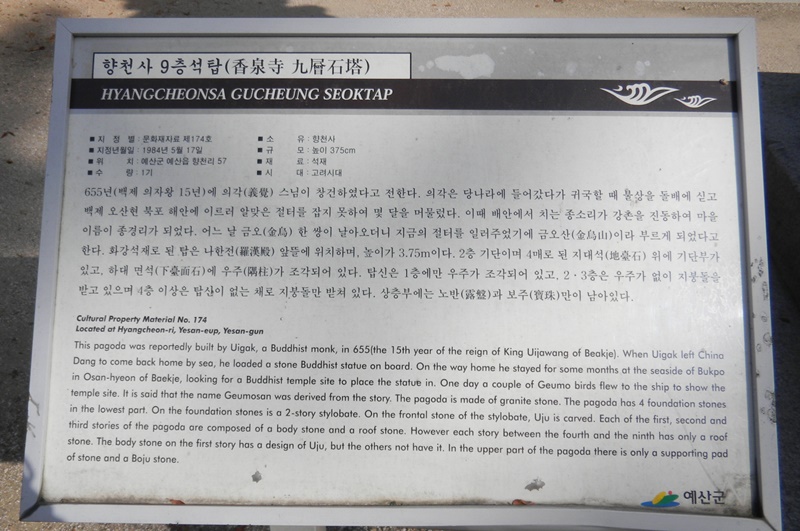 향천사 9층석탑(香泉寺 九層石塔)
HYANGCHEONSA GUCHEUNG SEOKTAP
■ 지 정 별 : 문화재자료 제174호 ■ 소 유 : 향천사
■ 지정년월일 : 1984년 5월 17일 ■ 규 모 : 높이 375cm
■ 위 치 : 예산군 예산읍 향천리 57 ■ 재 료 : 석재
■ 수 량 : 1기 ■ 시 대 : 고려시대
655년(백제 의자왕 15년)에 의각(義覺) 스님이 창건하였다고 전한다. 의각은 당나라에 들어갔다가 귀국할 때 불상을 돌배에 싣고
백제 오산현 북포 해안에 이르러 알맞은 절터를 잡지 못하여 몇 달을 머물렀다. 이때 배안에서 치는 종소리가 강촌을 진동하여 마을
이름이 종경리가 되었다. 어느 날 금오(金烏) 한 쌍이 날아오더니 지금의 절터를 일러주었기에 금오산(金烏山)이라 부르게 되었다고
한다. 화강석재로 된 탑은 나한전(羅漢殿) 앞뜰에 위치하며, 높이가 3.75m이다. 2층 기단이며 4매로 된 지대석(地臺石) 위에 기단부가
있고, 하대 면석(下臺面石)에 우주(隅柱)가 조각되어 있다. 탑신은 1층에만 우주가 조각되어 있고, 2·3층은 우주가 없이 지붕돌을
받고 있으며 4층 이상은 탑신이 없는 채로 지붕돌만 받쳐 있다. 상층부에는 노반(露盤)과 보주(寶珠)만이 남아있다.
Cultural Property Material No. 174
Located at Hyangcheon-ri, Yesan-eup, Yesan-gun
This pagoda was reportedly built by Uigak, a Buddhist monk, in 655(the 15th year of the reign of King Uijawang of Beakje). When Uigak left China
Dang to come back home by sea, he loaded a stone Buddhist statue on board. On the way home he stayed for some months at the seaside of Bukpo
in Osan-hyeon of Baekje, looking for a Buddhist temple site to place the statue in. One day a couple of Geumo birds flew to the ship to show the
temple site. It is said that the name Geumosan was derived from the story. The pagoda is made of granite stone. The pagoda has 4 foundation stones
in the lowest part. On the foundation stones is a 2-story stylobate. On the frontal stone of the stylobate, Uju is carved. Each of the first, second and
third stories of the pagoda are composed of a body stone and a roof stone. However each story between the fourth and the ninth has only a roof
stone. The body stone on the first story has a design of Uju, but the others not have it. In the upper part of the pagoda there is only a supporting pad
of stone and a Boju stone.
예산군